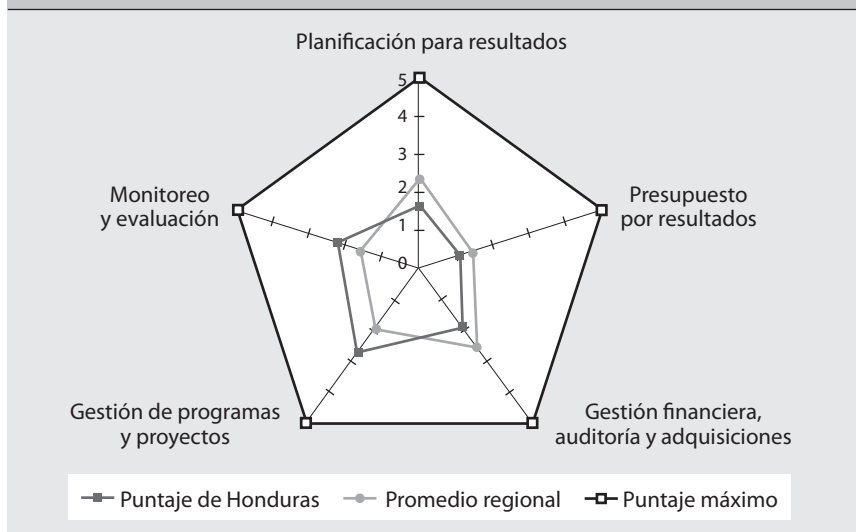 Planificación para resultados
5
4
3
2
1
0
Monitoreo
y evaluación
Presupuesto
por resultados
Gestión de programas
y proyectos
Gestión financiera,
auditoría y adquisiciones
Puntaje de Honduras
Promedio regional
Puntaje máximo